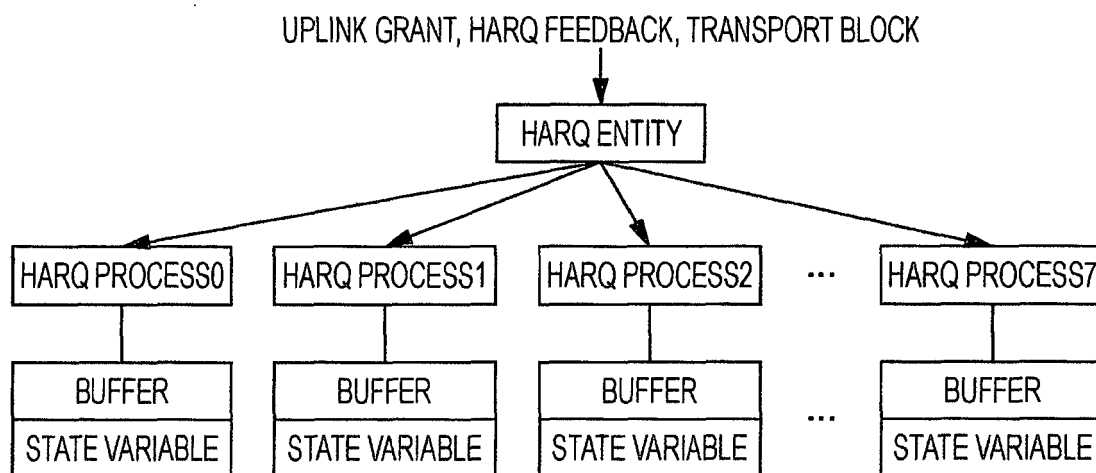 UPLINK GRANT, HARQ FEEDBACK, TRANSPORT BLOCK
HARQ ENTITY
HARQ PROCESS0 HARQ PROCESS1 HARQ PROCESS2 ... HARQ PROCESS7
BUFFER BUFFER BUFFER BUFFER
...
STATE VARIABLE STATE VARIABLE STATE VARIABLE STATE VARIABLE